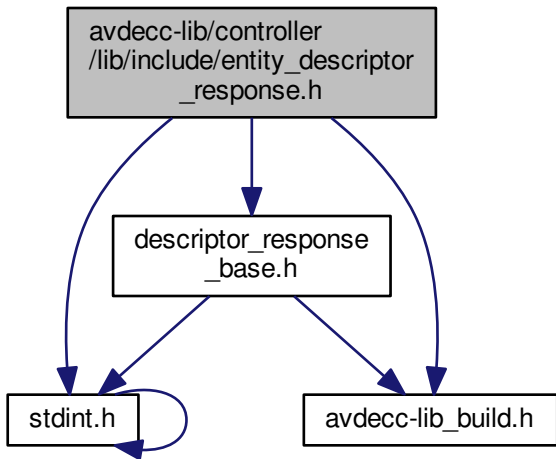 avdecc-lib/controller
/lib/include/entity_descriptor
_response.h
descriptor_response
_base.h
stdint.h
avdecc-lib_build.h